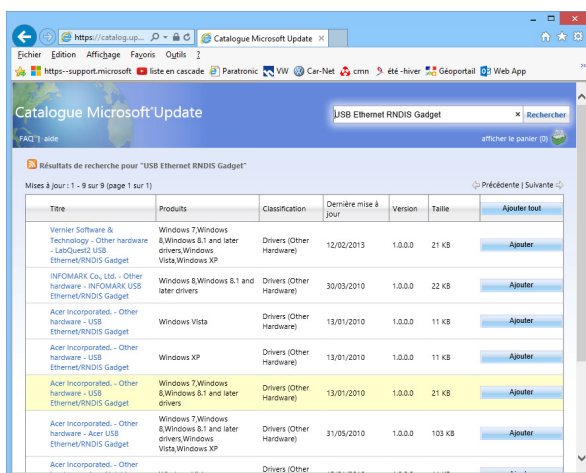 https://catalog.up...
Catalogue Microsoft Update
Fichier Edition Affichage Favoris Outils ?
https--support.microsoft liste en cascade Paratronic VW Car-Net cmn été -hiver Géoportail Web App
Catalogue Microsoft Update
USB Ethernet RNDIS Gadget
Rechercher
FAQ | aide
afficher le panier (0)
Résultats de recherche pour "USB Ethernet RNDIS Gadget"
Mises à jour : 1 - 9 sur 9 (page 1 sur 1)
Précédente | Suivante
Titre Produits Classification Dernière mise à jour Version Taille Ajouter tout
Vernier Software &
Technology - Other hardware
- LabQuest2 USB
Ethernet/RNDIS Gadget
Windows 7,Windows
8,Windows 8.1 and later
drivers,Windows
Vista,Windows XP
Drivers (Other
Hardware)
12/02/2013 1.0.0.0 21 KB Ajouter
INFOMARK Co., Ltd. - Other
hardware - INFOMARK USB
Ethernet/RNDIS Gadget
Windows 8,Windows 8.1 and
later drivers
Drivers (Other
Hardware)
30/03/2010 1.0.0.0 22 KB Ajouter
Acer Incorporated. - Other
hardware - USB
Ethernet/RNDIS Gadget
Windows Vista
Drivers (Other
Hardware)
13/01/2010 1.0.0.0 11 KB Ajouter
Acer Incorporated. - Other
hardware - USB
Ethernet/RNDIS Gadget
Windows XP
Drivers (Other
Hardware)
13/01/2010 1.0.0.0 11 KB Ajouter
Acer Incorporated. - Other
hardware - USB
Ethernet/RNDIS Gadget
Windows 7,Windows
8,Windows 8.1 and later
drivers
Drivers (Other
Hardware)
13/01/2010 1.0.0.0 21 KB Ajouter
Acer Incorporated. - Other
hardware - Acer USB
Ethernet/RNDIS Gadget
Windows 7,Windows
8,Windows 8.1 and later
drivers,Windows
Vista,Windows XP
Drivers (Other
Hardware)
31/05/2010 1.0.0.0 103 KB Ajouter
Acer Incorporated. - Other
Drivers (Other